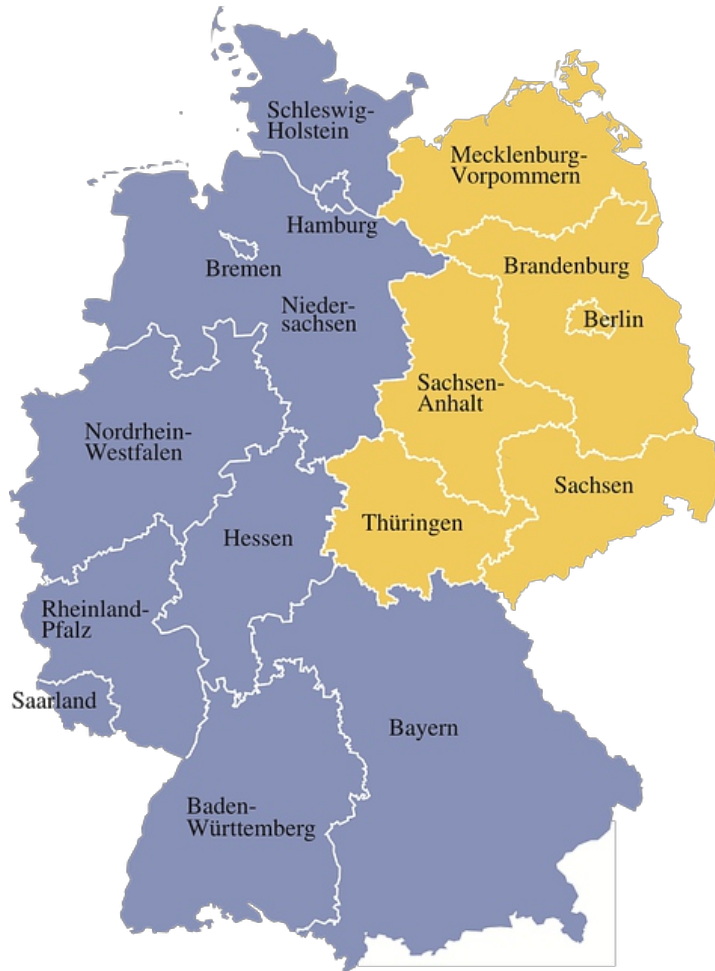 Schleswig-
Holstein
Mecklenburg-
Vorpommern
Hamburg
Bremen
Brandenburg
Nieder-
sachsen
Berlin
Sachsen-
Anhalt
Nordrhein-
Westfalen
Sachsen
Thüringen
Hessen
Rheinland-
Pfalz
Saarland
Bayern
Baden-
Württemberg